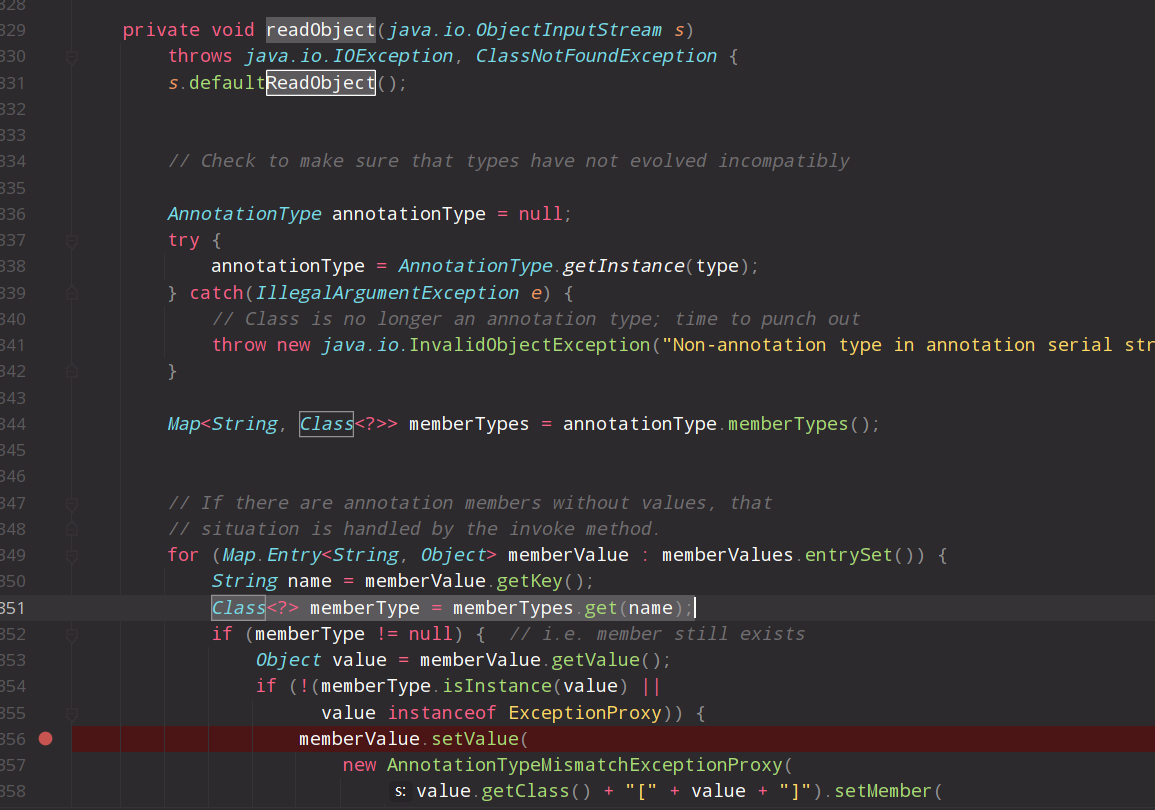 328
329 private void readObject(java.io.ObjectInputStream s)
330 throws java.io.IOException, ClassNotFoundException {
331 s.defaultReadObject();
332
333
334 // Check to make sure that types have not evolved incompatibly
335
336 AnnotationType annotationType = null;
337 try {
338 annotationType = AnnotationType.getInstance(type);
339 } catch(IllegalArgumentException e) {
340 // Class is no longer an annotation type; time to punch out
341 throw new java.io.InvalidObjectException("Non-annotation type in annotation serial str
342 }
343
344 Map<String, Class<?>> memberTypes = annotationType.memberTypes();
345
346
347 // If there are annotation members without values, that
348 // situation is handled by the invoke method.
349 for (Map.Entry<String, Object> memberValue : memberValues.entrySet()) {
350 String name = memberValue.getKey();
351 Class<?> memberType = memberTypes.get(name);
352 if (memberType != null) { // i.e. member still exists
353 Object value = memberValue.getValue();
354 if (!(memberType.isInstance(value) ||
355 value instanceof ExceptionProxy)) {
356 memberValue.setValue(
357 new AnnotationTypeMismatchExceptionProxy(
358 s: value.getClass() + "[" + value + "]").setMember(